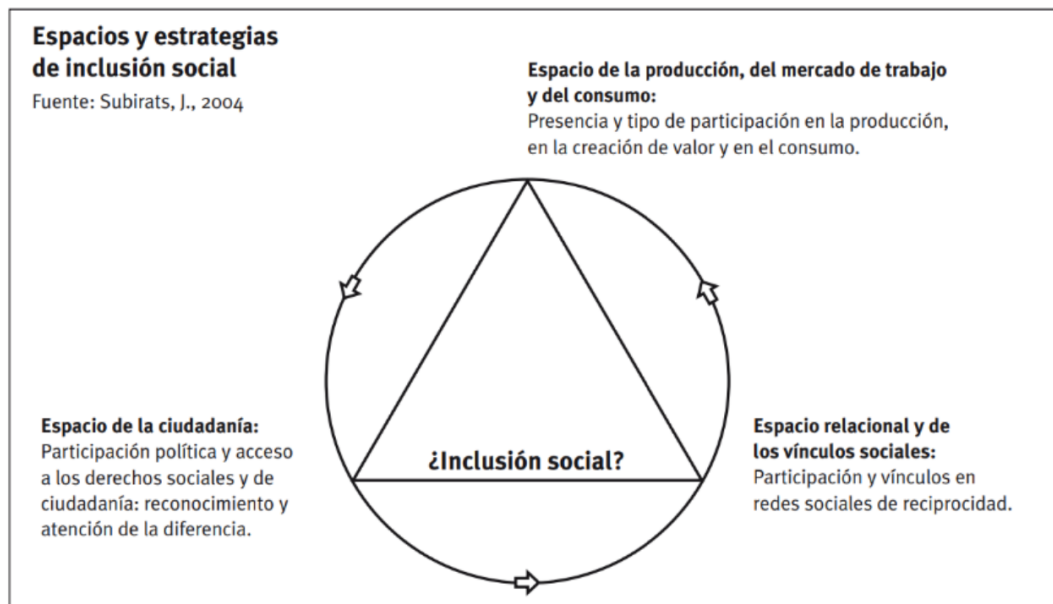 Espacios y estrategias
de inclusión social
Fuente: Subirats, J., 2004
Espacio de la producción, del mercado de trabajo
y del consumo:
Presencia y tipo de participación en la producción,
en la creación de valor y en el consumo.
Espacio de la ciudadanía:
Participación política y acceso
a los derechos sociales y de
ciudadanía: reconocimiento y
atención de la diferencia.
¿Inclusión social?
Espacio relacional y de
los vínculos sociales:
Participación y vínculos en
redes sociales de reciprocidad.